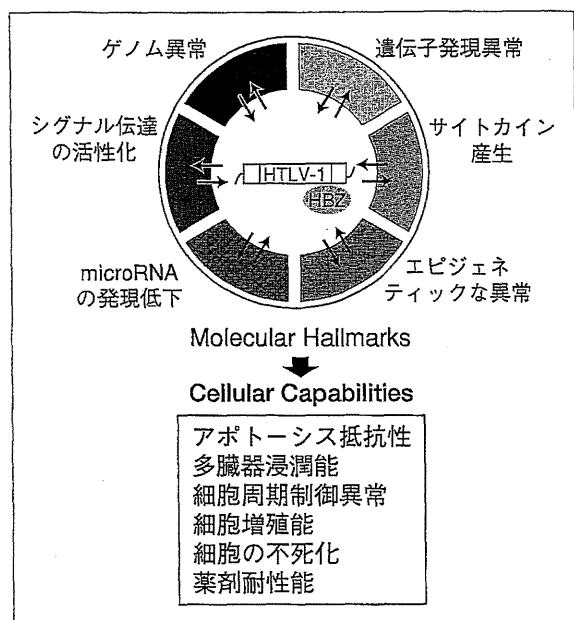 ゲノム異常
遺伝子発現異常
シグナル伝達
の活性化
サイトカイン
産生
HTLV-1
HBZ
microRNA
の発現低下
エピジェネ
ティックな異常
Molecular Hallmarks
Cellular Capabilities
アポトーシス抵抗性
多臓器浸潤能
細胞周期制御異常
細胞増殖能
細胞の不死化
薬剤耐性能